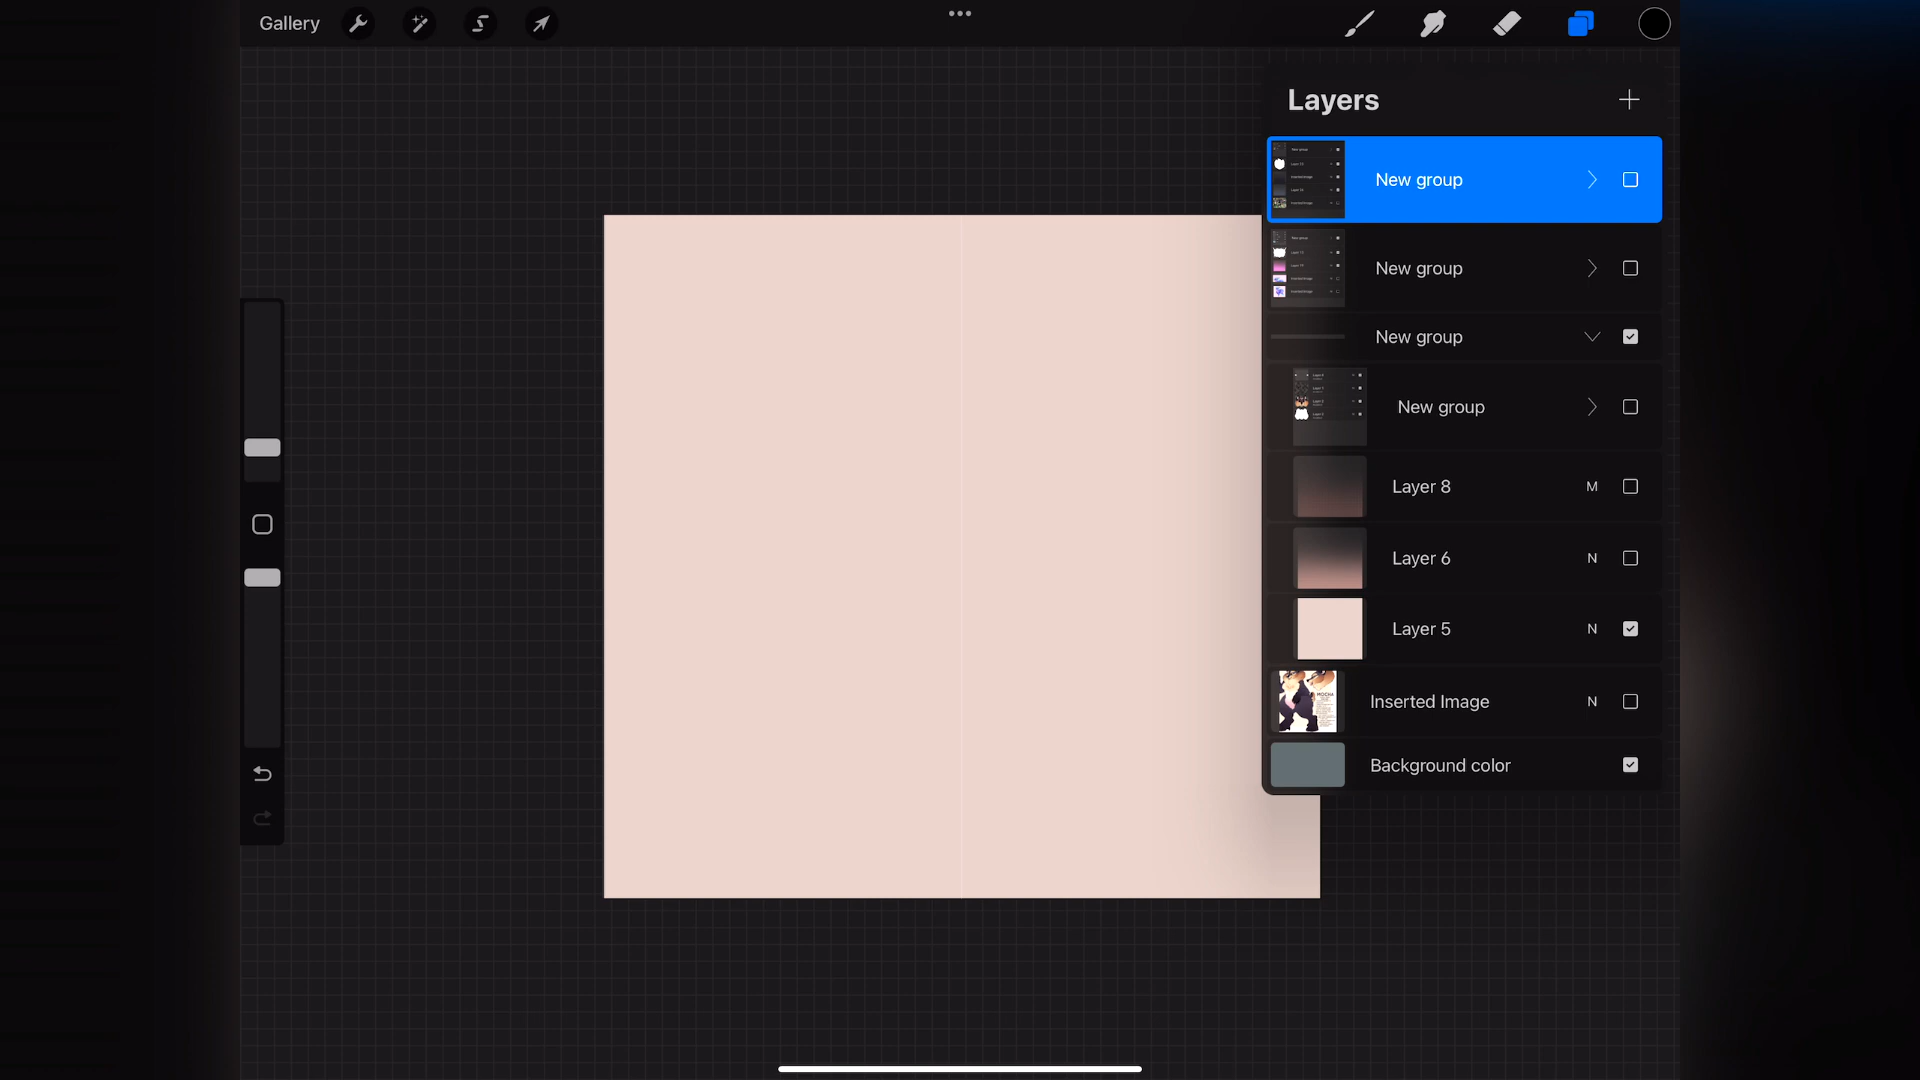 Gallery
Layers
New group
New group
New group
New group
Layer 8 M
Layer 6 N
Layer 5 N
MOCHA
Inserted Image N
Background color